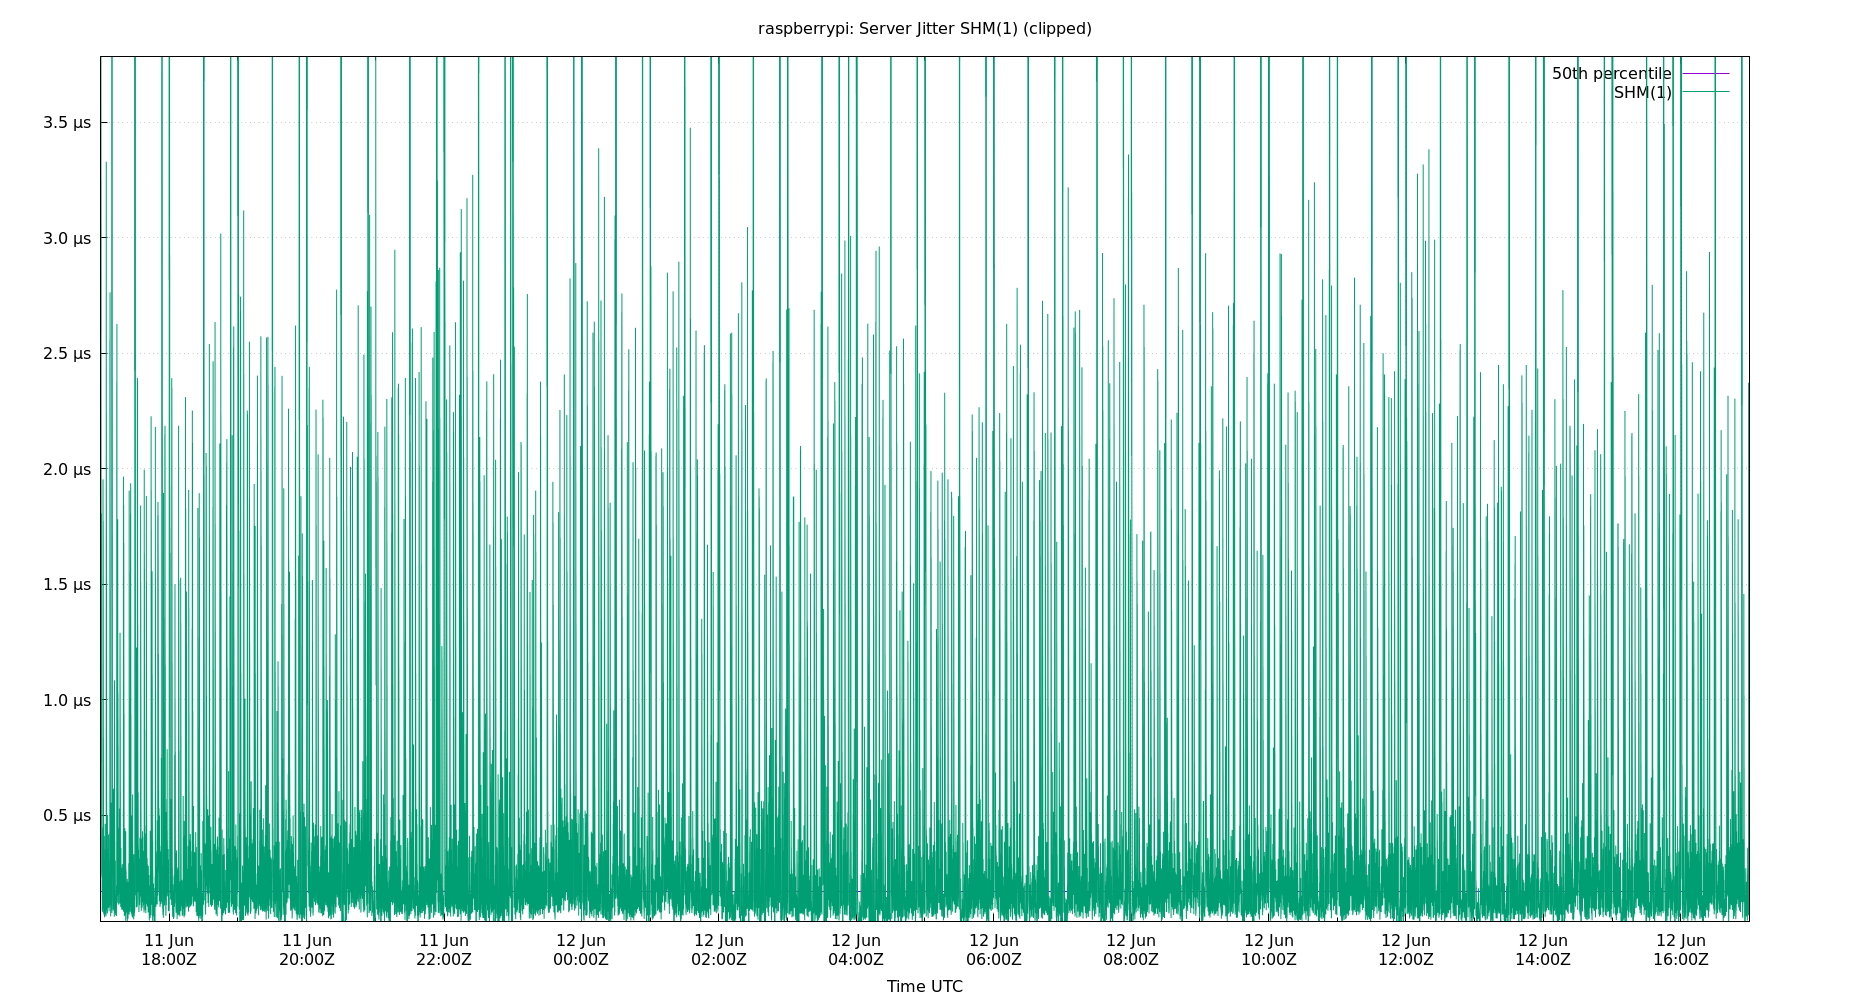 raspberrypi: Server Jitter SHM(1) (clipped)
50th percentile
SHM(1)
3.5 µs
3.0 µs
2.5 µs
2.0 µs
1.5 µs
1.0 µs
0.5 µs
11 Jun 11 Jun 11 Jun 12 Jun 12 Jun 12 Jun 12 Jun 12 Jun 12 Jun 12 Jun 12 Jun 12 Jun
18:00Z 20:00Z 22:00Z 00:00Z 02:00Z 04:00Z 06:00Z 08:00Z 10:00Z 12:00Z 14:00Z 16:00Z
Time UTC